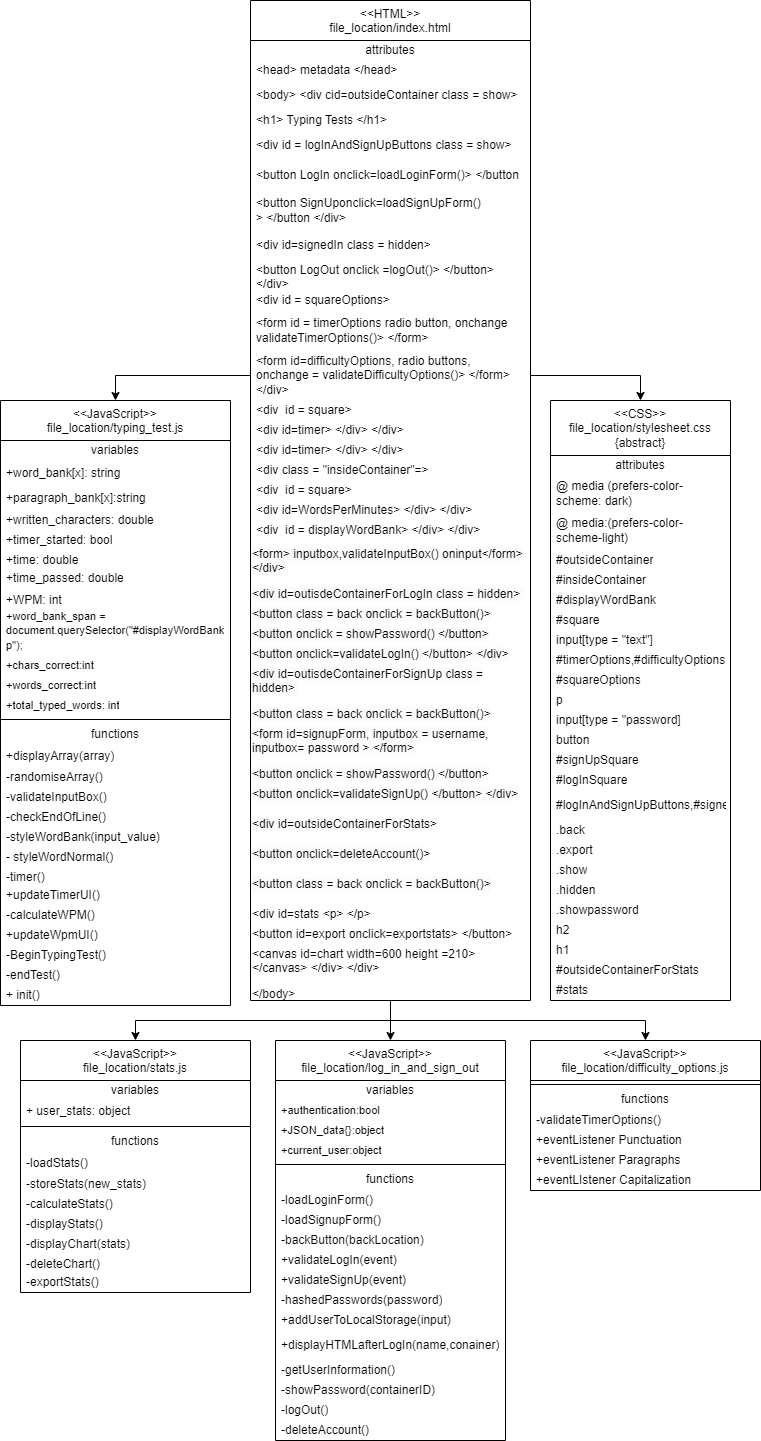 <<HTML>>
file_location/index.html
attributes
<head> metadata </head>
<body> <div cid=outsideContainer class = show>
<h1> Typing Tests </h1>
<div id = logInAndSignUpButtons class = show>
<button LogIn onclick=loadLoginForm()> </button
<button SignUponclick=loadSignUpForm()
> </button </div>
<div id=signedIn class = hidden>
<button LogOut onclick =logOut()> </button>
</div>
<div id = squareOptions>
<form id = timerOptions radio button, onchange
validateTimerOptions()> </form>
<form id=difficultyOptions, radio buttons,
onchange = validateDifficultyOptions()> </form>
</div>
<div  id = square>
<div id=timer> </div> </div>
<div id=timer> </div> </div>
<div class = "insideContainer"=>
<div  id = square>
<div id=WordsPerMinutes> </div> </div>
<div  id = displayWordBank> </div> </div>
<form> inputbox,validateInputBox() oninput</form>
</div>
<div id=outisdeContainerForLogIn class = hidden>
<button class = back onclick = backButton()>
<button onclick = showPassword() </button>
<button onclick=validateLogIn() </button> </div>
<div id=outisdeContainerForSignUp class =
hidden>
<button class = back onclick = backButton()>
<form id=signupForm, inputbox = username,
inputbox= password > </form>
<button onclick = showPassword() </button>
<button onclick=validateSignUp() </button> </div>
<div id=outsideContainerForStats>
<button onclick=deleteAccount()>
<button class = back onclick = backButton()>
<div id=stats <p> </p>
<button id=export onclick=exportstats> </button>
<canvas id=chart width=600 height =210>
</canvas> </div> </div>
</body>
<<JavaScript>>
file_location/typing_test.js
variables
+word_bank[x]: string
+paragraph_bank[x]:string
+written_characters: double
+timer_started: bool
+time: double
+time_passed: double
+WPM: int
+word_bank_span =
document.querySelector("#displayWordBank
p");
+chars_correct:int
+words_correct:int
+total_typed_words: int
functions
+displayArray(array)
-randomiseArray()
-validateInputBox()
-checkEndOfLine()
-styleWordBank(input_value)
- styleWordNormal()
-timer()
+updateTimerUI()
-calculateWPM()
+updateWpmUI()
-BeginTypingTest()
-endTest()
+ init()
<<CSS>>
file_location/stylesheet.css
{abstract}
attributes
@ media (prefers-color-
scheme: dark)
@ media:(prefers-color-
scheme-light)
#outsideContainer
#insideContainer
#displayWordBank
#square
input[type = "text"]
#timerOptions,#difficultyOptions
#squareOptions
p
input[type = "password]
button
#signUpSquare
#logInSquare
#logInAndSignUpButtons,#signe
.back
.export
.show
.hidden
.showpassword
h2
h1
#outsideContainerForStats
#stats
<<JavaScript>>
file_location/stats.js
variables
+ user_stats: object
functions
-loadStats()
-storeStats(new_stats)
-calculateStats()
-displayStats()
-displayChart(stats)
-deleteChart()
-exportStats()
<<JavaScript>>
file_location/log_in_and_sign_out
variables
+authentication:bool
+JSON_data{}:object
+current_user:object
functions
-loadLoginForm()
-loadSignupForm()
-backButton(backLocation)
+validateLogIn(event)
+validateSignUp(event)
-hashedPasswords(password)
+addUserToLocalStorage(input)
+displayHTMLafterLogIn(name,conainer)
-getUserInformation()
-showPassword(containerID)
-logOut()
-deleteAccount()
<<JavaScript>>
file_location/difficulty_options.js
functions
-validateTimerOptions()
+eventListener Punctuation
+eventListener Paragraphs
+eventLIstener Capitalization